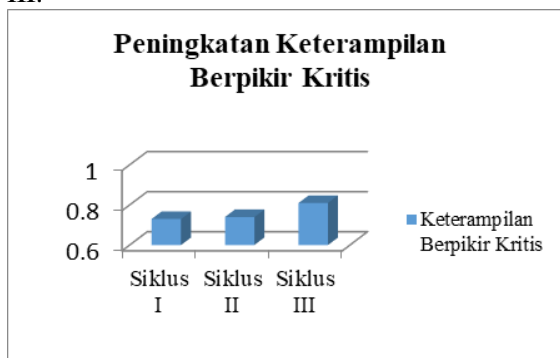 III.
Peningkatan Keterampilan
Berpikir Kritis
1
0.8
0.6
Siklus I
Siklus II
Siklus III
Keterampilan
Berpikir Kritis